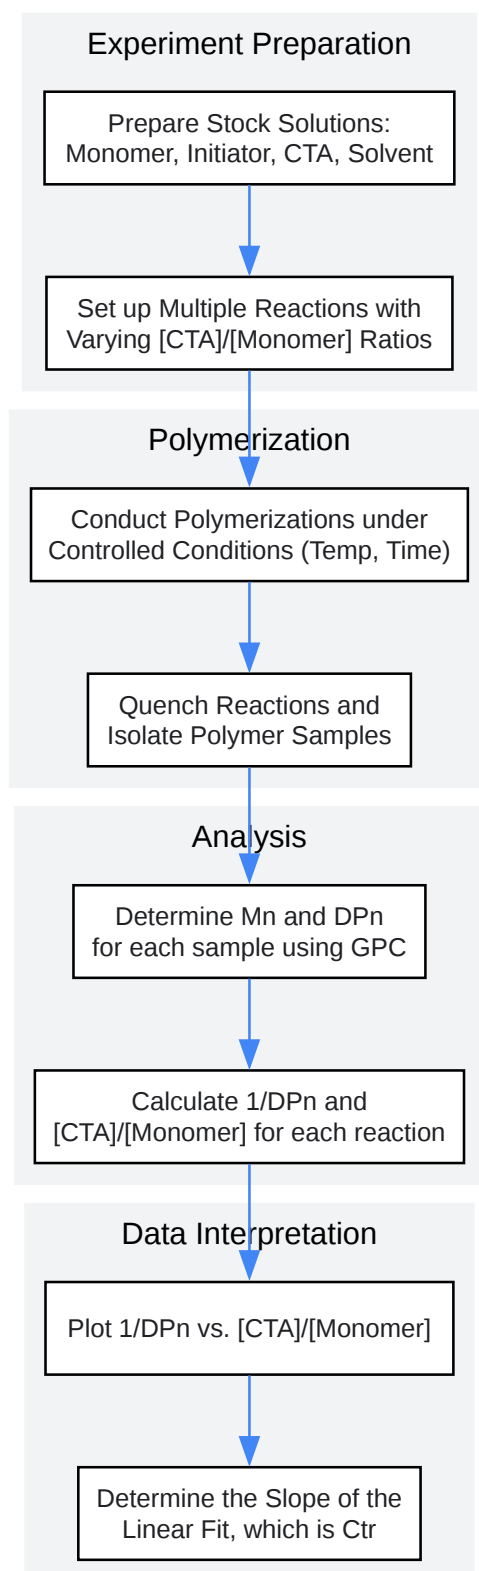 Experiment Preparation
Prepare Stock Solutions:
Monomer, Initiator, CTA, Solvent
Set up Multiple Reactions with
Varying [CTA]/[Monomer] Ratios
Polymerization
Conduct Polymerizations under
Controlled Conditions (Temp, Time)
Quench Reactions and
Isolate Polymer Samples
Analysis
Determine Mn and DPn
for each sample using GPC
Calculate 1/DPn and
[CTA]/[Monomer] for each reaction
Data Interpretation
Plot 1/DPn vs. [CTA]/[Monomer]
Determine the Slope of the
Linear Fit, which is Ctr